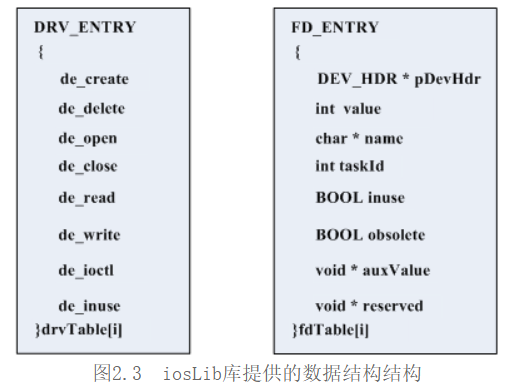 DRV_ENTRY
{
de_create
de_delete
de_open
de_close
de_read
de_write
de_ioctl
de_inuse
}drvTable[i]
FD_ENTRY
{
DEV_HDR * pDevHdr
int value
char * name
int taskId
BOOL inuse
BOOL obsolete
void * auxValue
void * reserved
}fdTable[i]
图2.3 iosLib库提供的数据结构结构